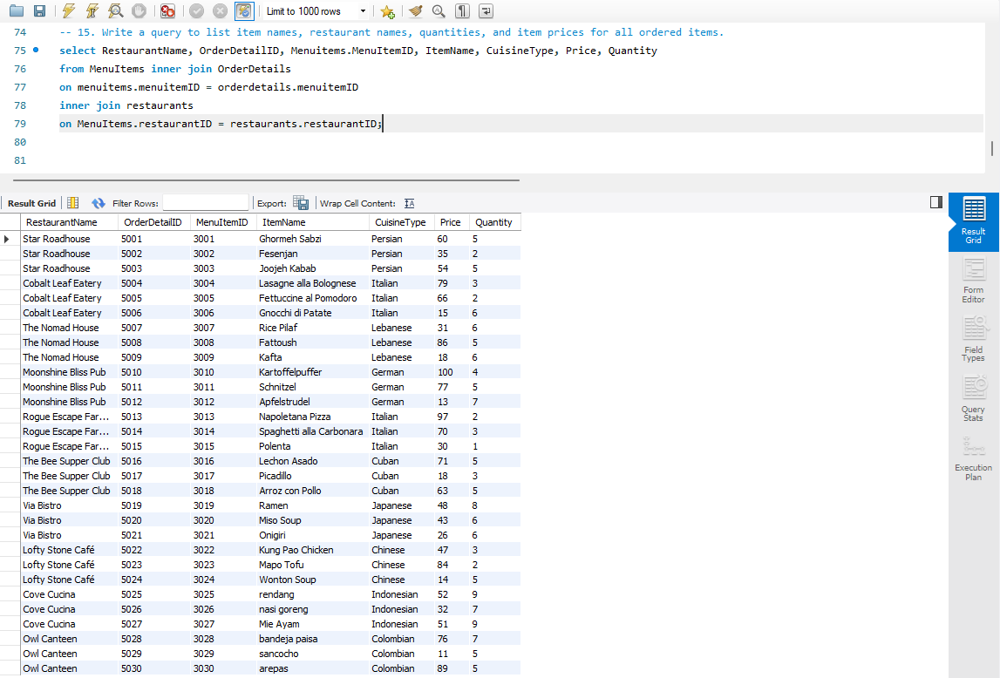 Limit to 1000 rows
74 -- 15. Write a query to list item names, restaurant names, quantities, and item prices for all ordered items.
75 select RestaurantName, OrderDetailID, Menuitems.MenuItemID, ItemName, CuisineType, Price, Quantity
76 from MenuItems inner join OrderDetails
77 on menuitems.menuitemID = orderdetails.menuitemID
78 inner join restaurants
79 on MenuItems.restaurantID = restaurants.restaurantID;
80
81
Result Grid Filter Rows: Export: Wrap Cell Content:
RestaurantName OrderDetailID MenuItemID ItemName CuisineType Price Quantity
Star Roadhouse 5001 3001 Ghormeh Sabzi Persian 60 5
Star Roadhouse 5002 3002 Fesenjan Persian 35 2
Star Roadhouse 5003 3003 Joojeh Kabab Persian 54 5
Cobalt Leaf Eatery 5004 3004 Lasagne alla Bolognese Italian 79 3
Cobalt Leaf Eatery 5005 3005 Fettuccine al Pomodoro Italian 66 2
Cobalt Leaf Eatery 5006 3006 Gnocchi di Patate Italian 15 6
The Nomad House 5007 3007 Rice Pilaf Lebanese 31 6
The Nomad House 5008 3008 Fattoush Lebanese 86 5
The Nomad House 5009 3009 Kafta Lebanese 18 6
Moonshine Bliss Pub 5010 3010 Kartoffelpuffer German 100 4
Moonshine Bliss Pub 5011 3011 Schnitzel German 77 5
Moonshine Bliss Pub 5012 3012 Apfelstrudel German 13 7
Rogue Escape Far... 5013 3013 Napoletana Pizza Italian 97 2
Rogue Escape Far... 5014 3014 Spaghetti alla Carbonara Italian 70 3
Rogue Escape Far... 5015 3015 Polenta Italian 30 1
The Bee Supper Club 5016 3016 Lechon Asado Cuban 71 5
The Bee Supper Club 5017 3017 Picadillo Cuban 18 3
The Bee Supper Club 5018 3018 Arroz con Pollo Cuban 63 5
Via Bistro 5019 3019 Ramen Japanese 48 8
Via Bistro 5020 3020 Miso Soup Japanese 43 6
Via Bistro 5021 3021 Onigiri Japanese 26 6
Lofty Stone Café 5022 3022 Kung Pao Chicken Chinese 47 3
Lofty Stone Café 5023 3023 Mapo Tofu Chinese 84 2
Lofty Stone Café 5024 3024 Wonton Soup Chinese 14 5
Cove Cucina 5025 3025 rendang Indonesian 52 9
Cove Cucina 5026 3026 nasi goreng Indonesian 32 7
Cove Cucina 5027 3027 Mie Ayam Indonesian 51 9
Owl Canteen 5028 3028 bandeja paisa Colombian 76 7
Owl Canteen 5029 3029 sancocho Colombian 11 5
Owl Canteen 5030 3030 arepas Colombian 89 5
Result
Grid
Form
Editor
Field
Types
Query
Stats
Execution
Plan